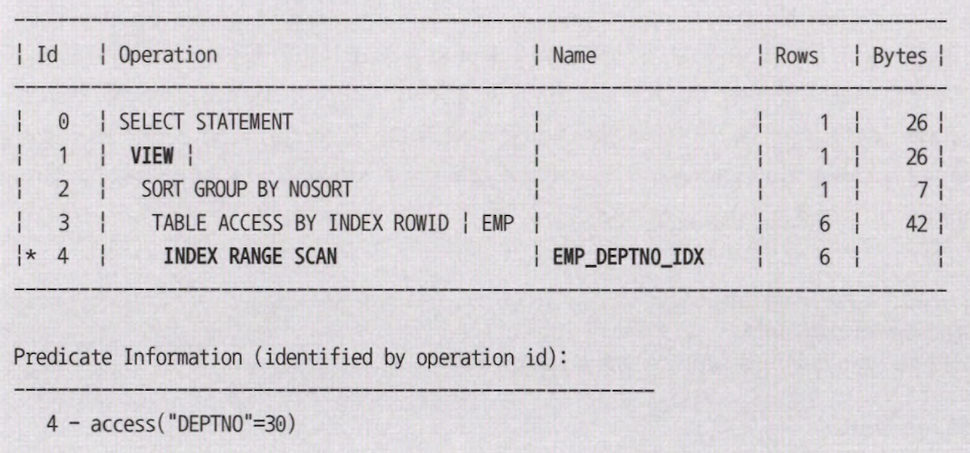 | Id | Operation | Name | Rows | Bytes |
| 0 | SELECT STATEMENT | | 1 | 26 |
| 1 | VIEW | | | 1 | 26 |
| 2 | SORT GROUP BY NOSORT | | 1 | 7 |
| 3 | TABLE ACCESS BY INDEX ROWID | EMP | | 6 | 42 |
|* 4 | INDEX RANGE SCAN | EMP_DEPTNO_IDX | 6 | |
Predicate Information (identified by operation id):
4 - access("DEPTNO"=30)